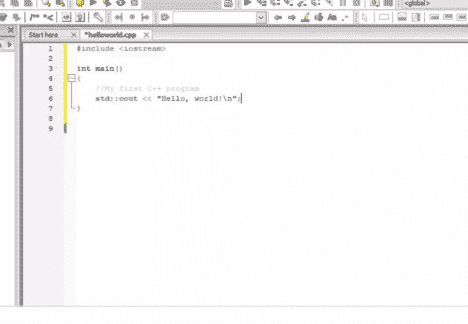 <global>
Start here
*helloworld.cpp
1 #include <iostream>
2
3 int main()
4 {
5 //My first C++ program
6 std::cout << "Hello, world!\n";
7 }
8
9